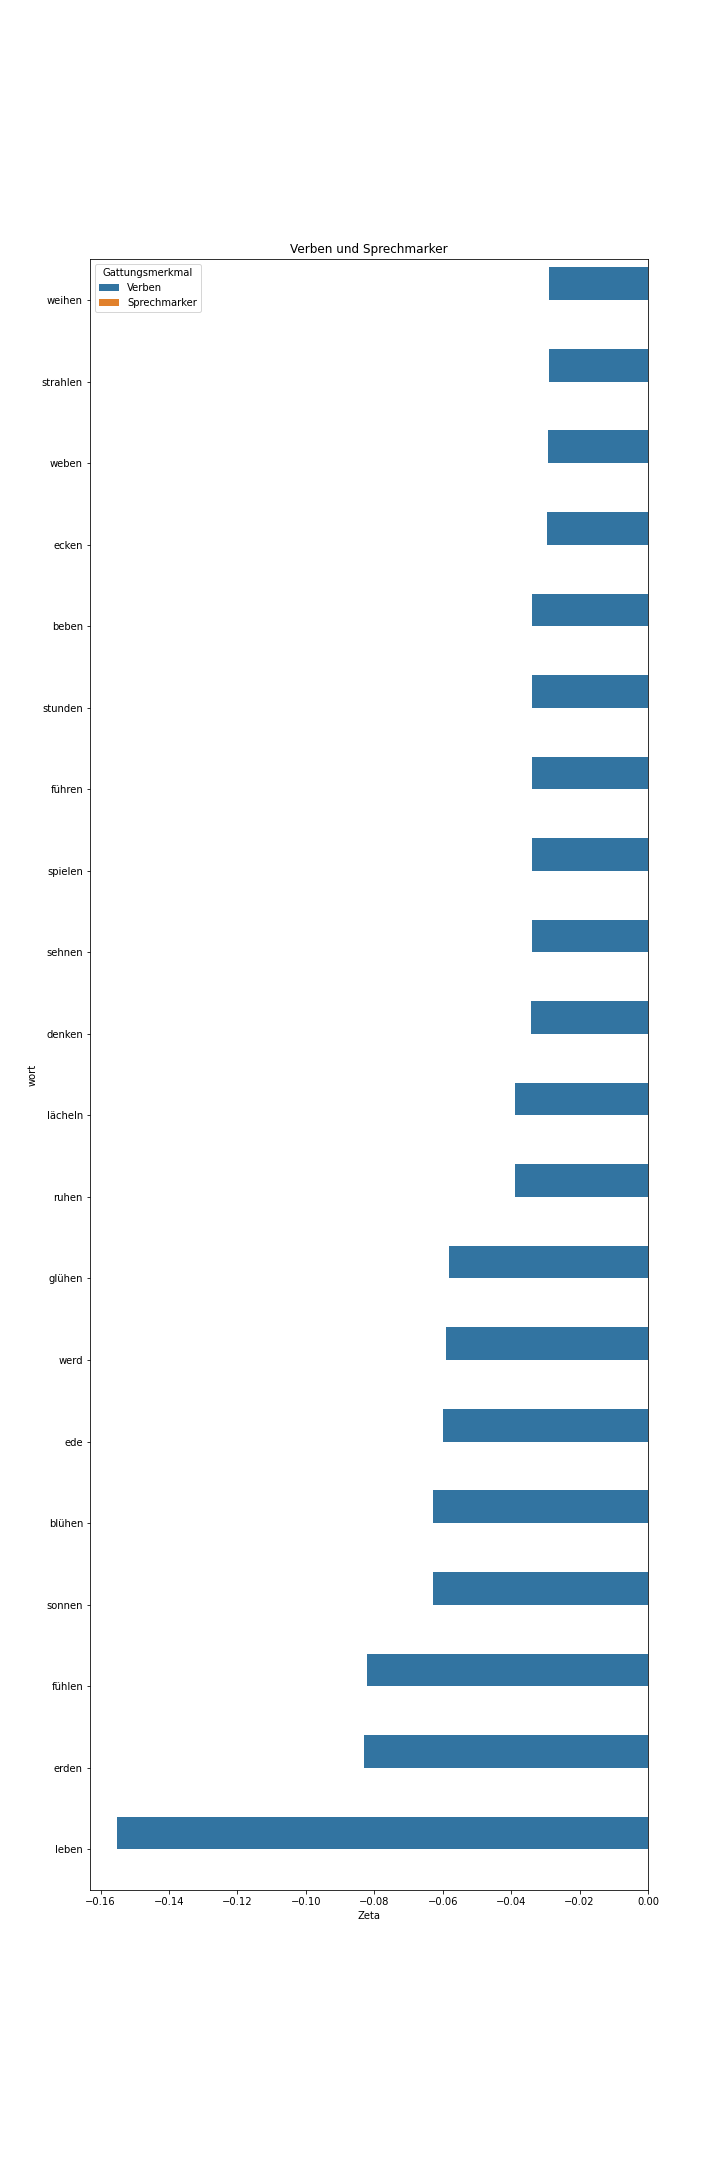 Verben und Sprechmarker
Gattungsmerkmal
Verben
Sprechmarker
weihen
strahlen
weben
ecken
beben
stunden
führen
spielen
sehnen
denken
wort
lächeln
ruhen
glühen
werd
ede
blühen
sonnen
fühlen
erden
leben
−0.16 −0.14 −0.12 −0.10 −0.08 −0.06 −0.04 −0.02 0.00
Zeta